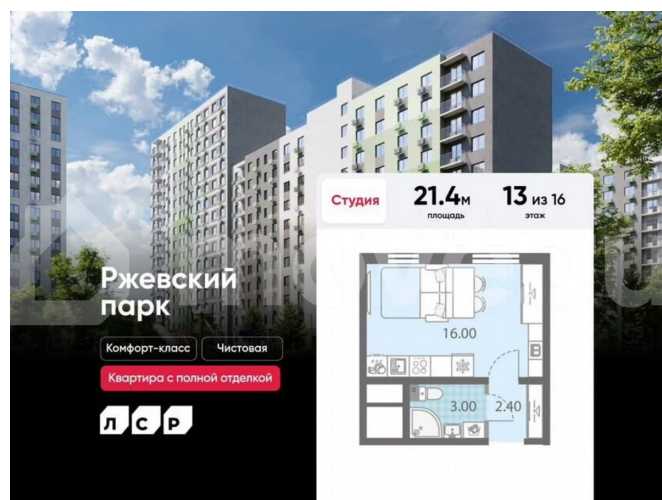 Студия
21.4м
площадь
13 из 16
этаж
Ржевский
парк
Комфорт-класс
Чистовая
Квартира с полной отделкой
ЛСР
16.00
3.00
2.40